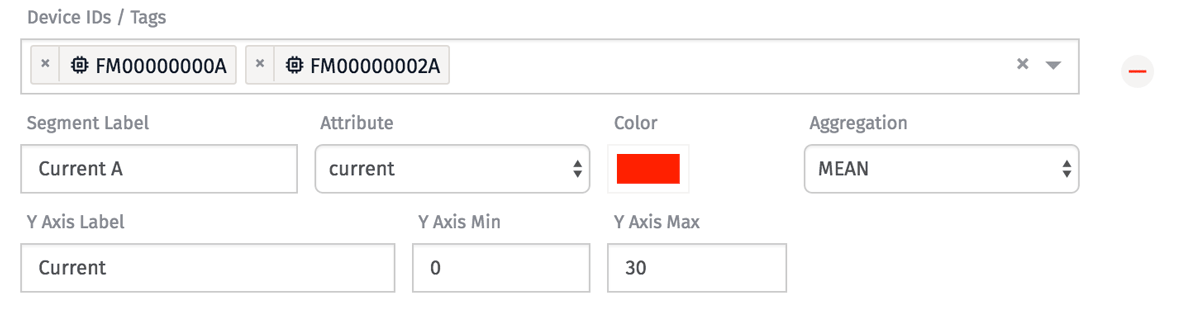 Device IDs / Tags
× FM00000000A × FM00000002A ×
Segment Label Attribute Color Aggregation
Current A current MEAN
Y Axis Label Y Axis Min Y Axis Max
Current 0 30